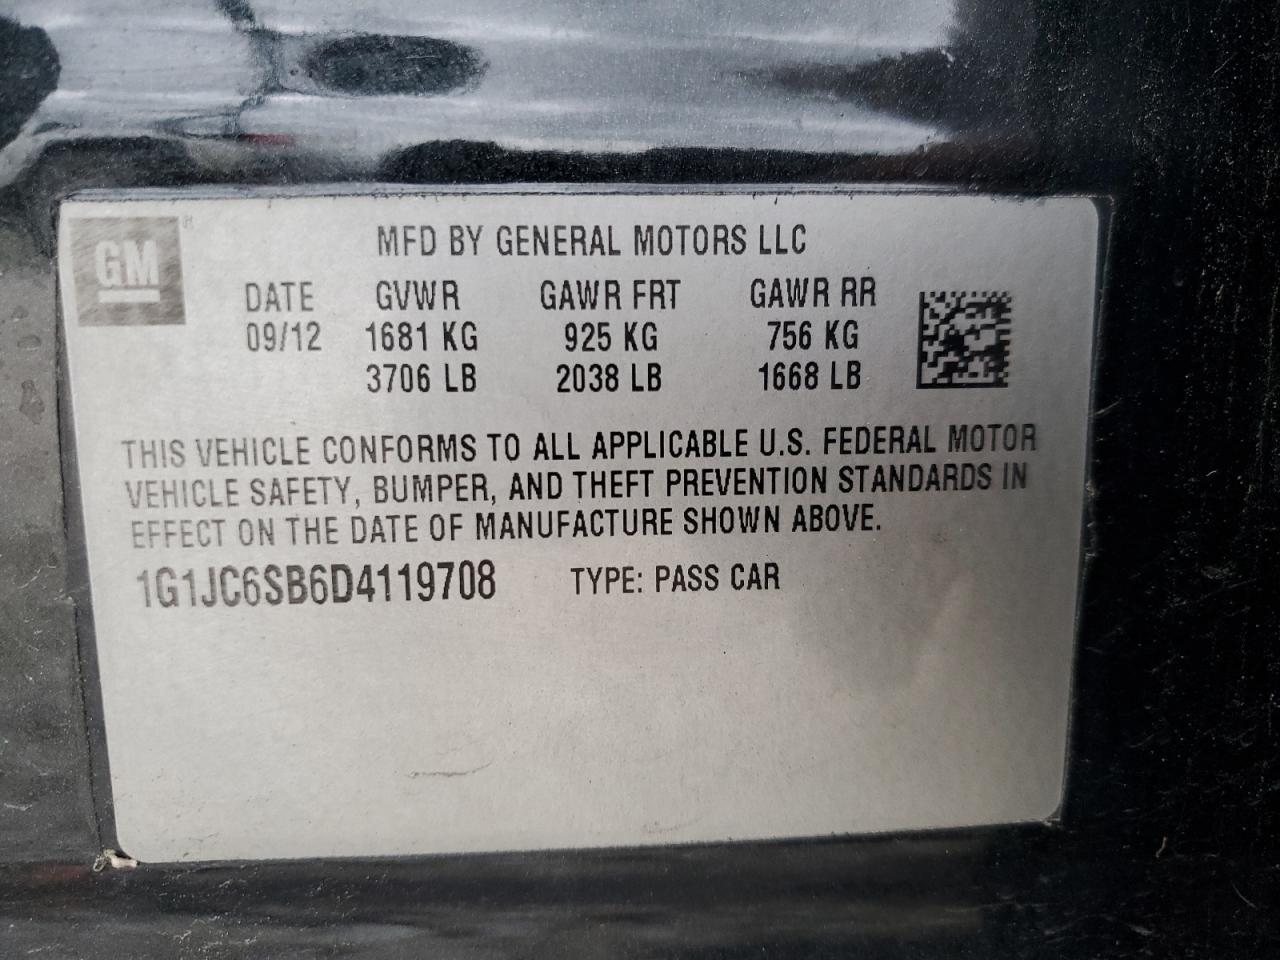 GM
MFD BY GENERAL MOTORS LLC
DATE GVWR GAWR FRT GAWR RR
09/12 1681 KG 925 KG 756 KG
3706 LB 2038 LB 1668 LB
THIS VEHICLE CONFORMS TO ALL APPLICABLE U.S. FEDERAL MOTOR
VEHICLE SAFETY, BUMPER, AND THEFT PREVENTION STANDARDS IN
EFFECT ON THE DATE OF MANUFACTURE SHOWN ABOVE.
1G1JC6SB6D4119708 TYPE: PASS CAR